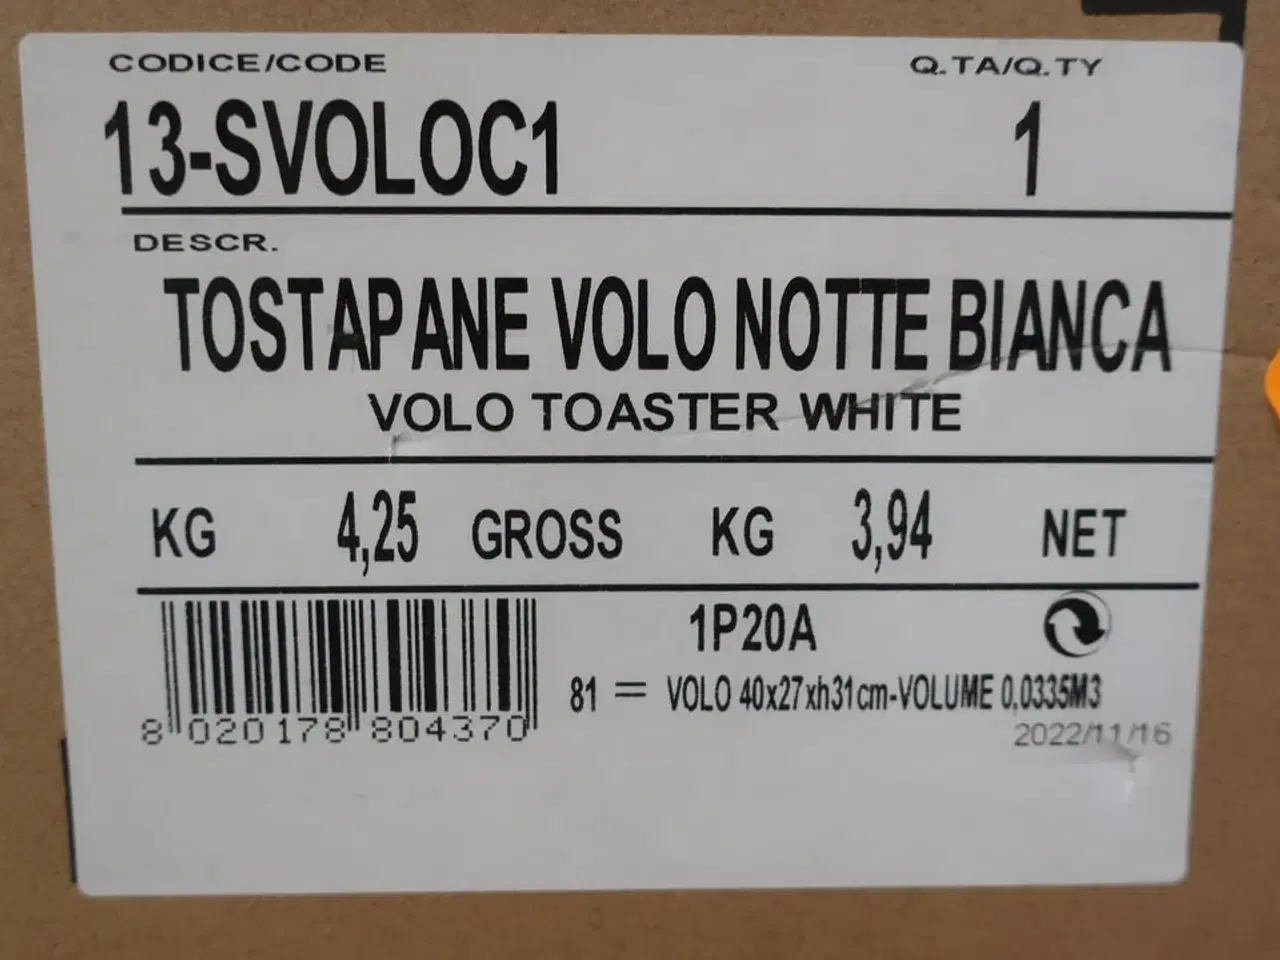 CODICE/CODE Q.TA/Q.TY
13-SVOLOC1 1
DESCR.
TOSTAPANE VOLO NOTTE BIANCA
VOLO TOASTER WHITE
KG 4,25 GROSS KG 3,94 NET
1P20A
81 = VOLO 40x27xh31cm-VOLUME 0,0335M3
8 020178 804370
2022/11/16